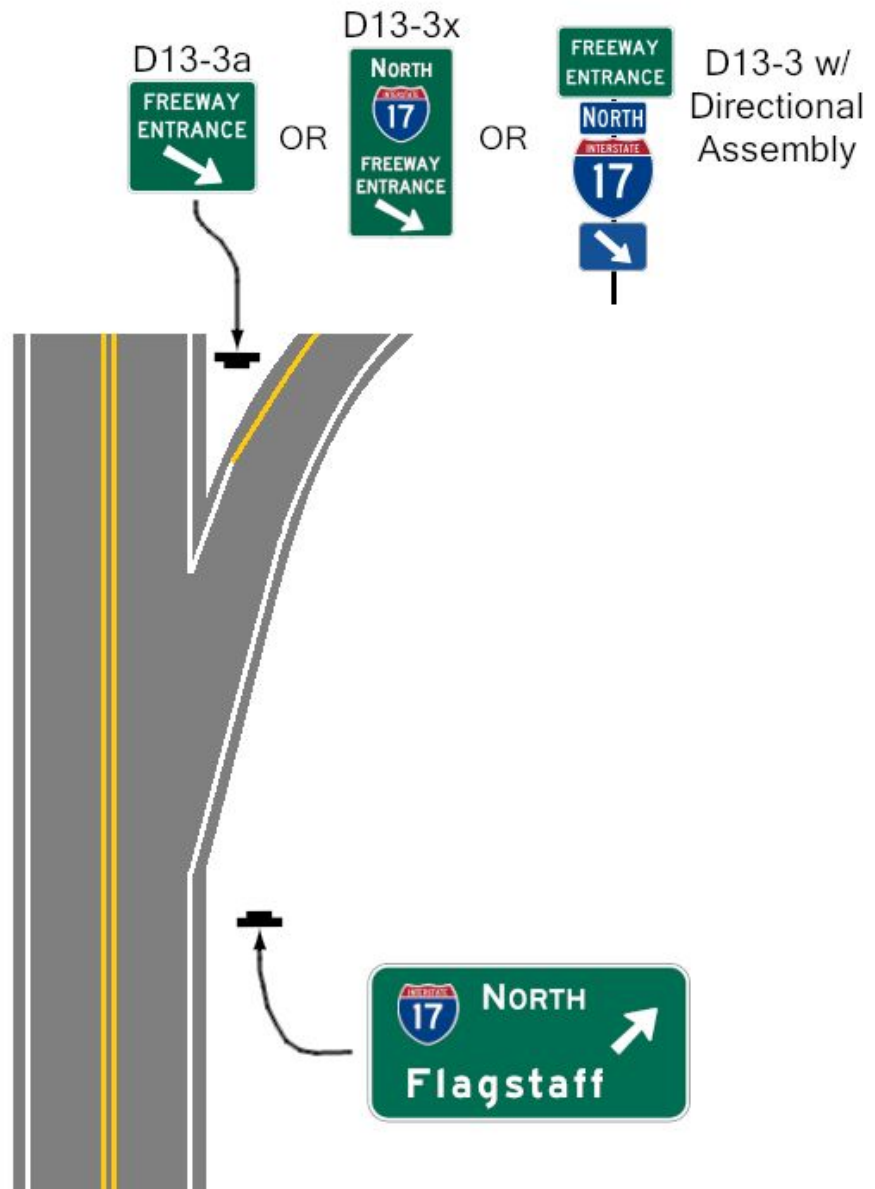 D13-3a
FREEWAY
ENTRANCE
OR
D13-3x
NORTH
INTERSTATE
17
FREEWAY
ENTRANCE
OR
FREEWAY
ENTRANCE
NORTH
INTERSTATE
17
D13-3 w/
Directional
Assembly
INTERSTATE
17
NORTH
Flagstaff